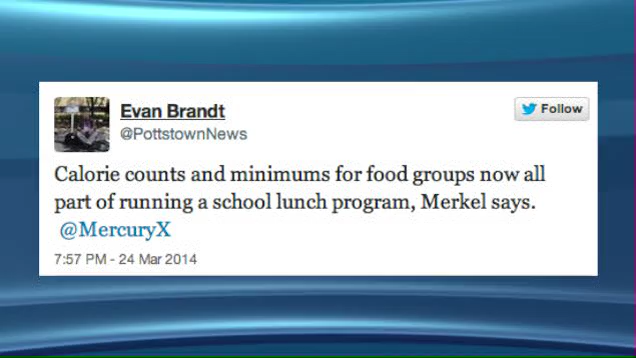 Evan Brandt
Follow
@PottstownNews
Calorie counts and minimums for food groups now all
part of running a school lunch program, Merkel says.
@MercuryX
7:57 PM - 24 Mar 2014